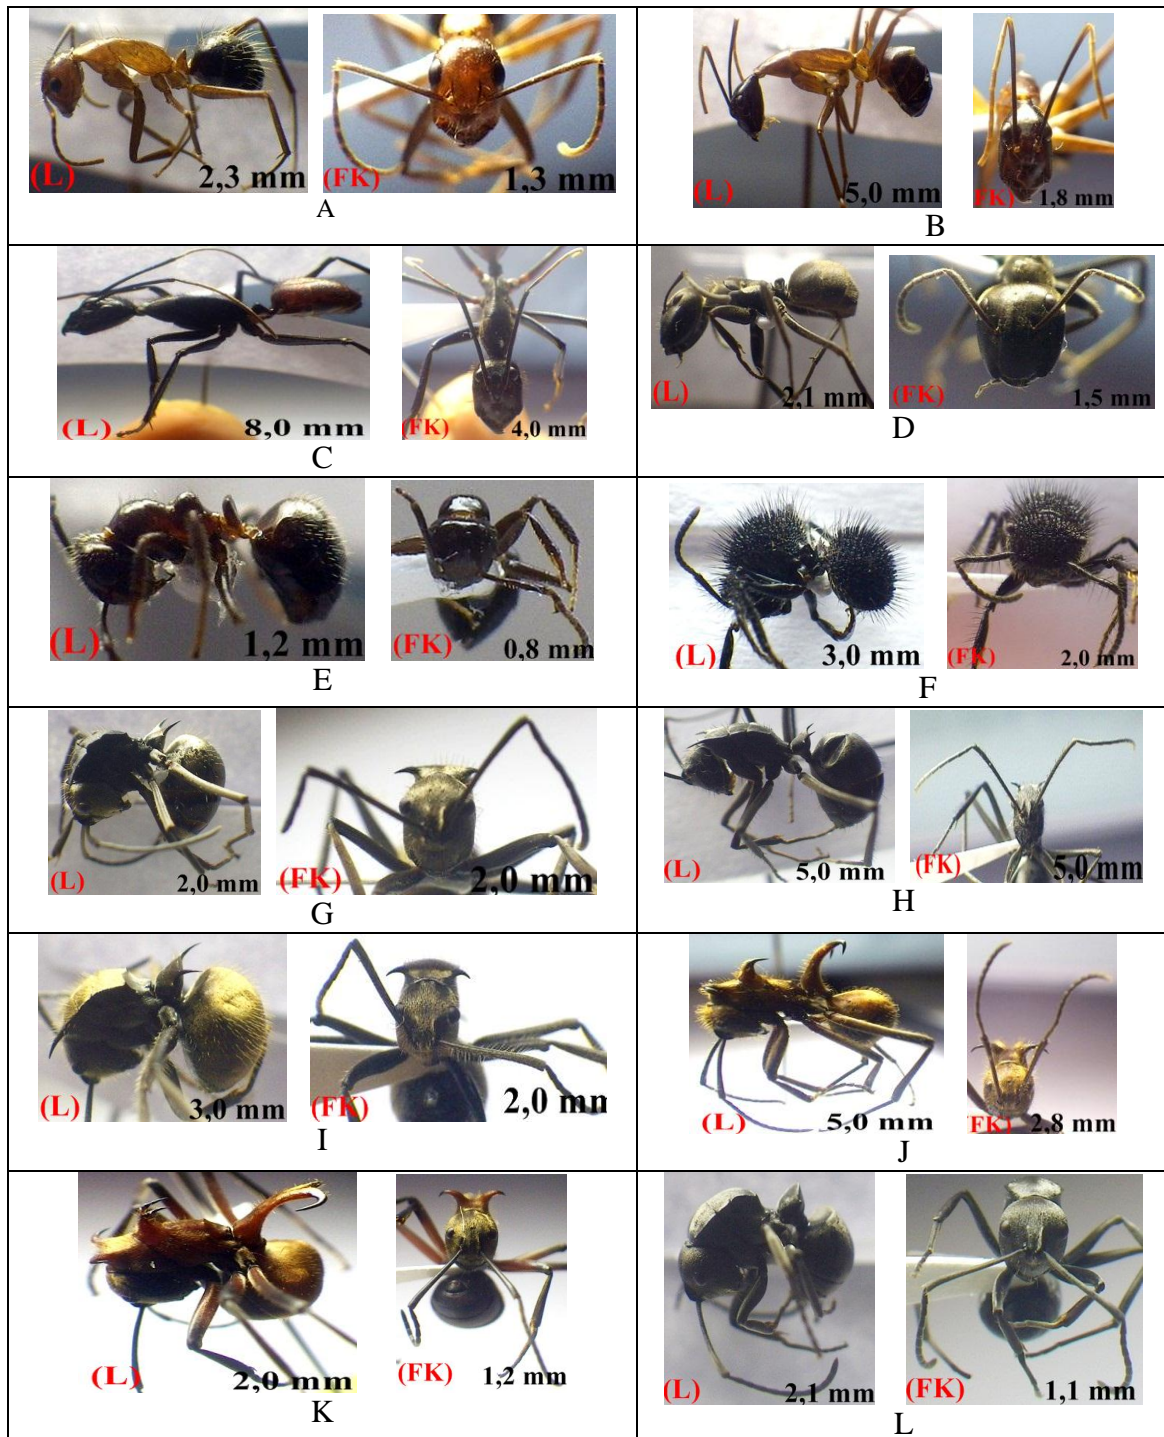 (L) 2,3 mm
(FK) 1,3 mm
A
(L) 5,0 mm
FK) 1,8 mm
B
(L) 8,0 mm
(FK) 4,0 mm
C
(L) 2,1 mm
(FK) 1,5 mm
D
(L) 1,2 mm
(FK) 0,8 mm
E
(L) 3,0 mm
(FK) 2,0 mm
F
(L) 2,0 mm
(FK) 2,0 mm
G
(L) 5,0 mm
(FK) 5,0 mm
H
(L) 3,0 mm
(FK) 2,0 mm
I
(L) 5,0 mm
(FK) 2,8 mm
J
(L) 2,0 mm
(FK) 1,2 mm
K
(L) 2,1 mm
(FK) 1,1 mm
L